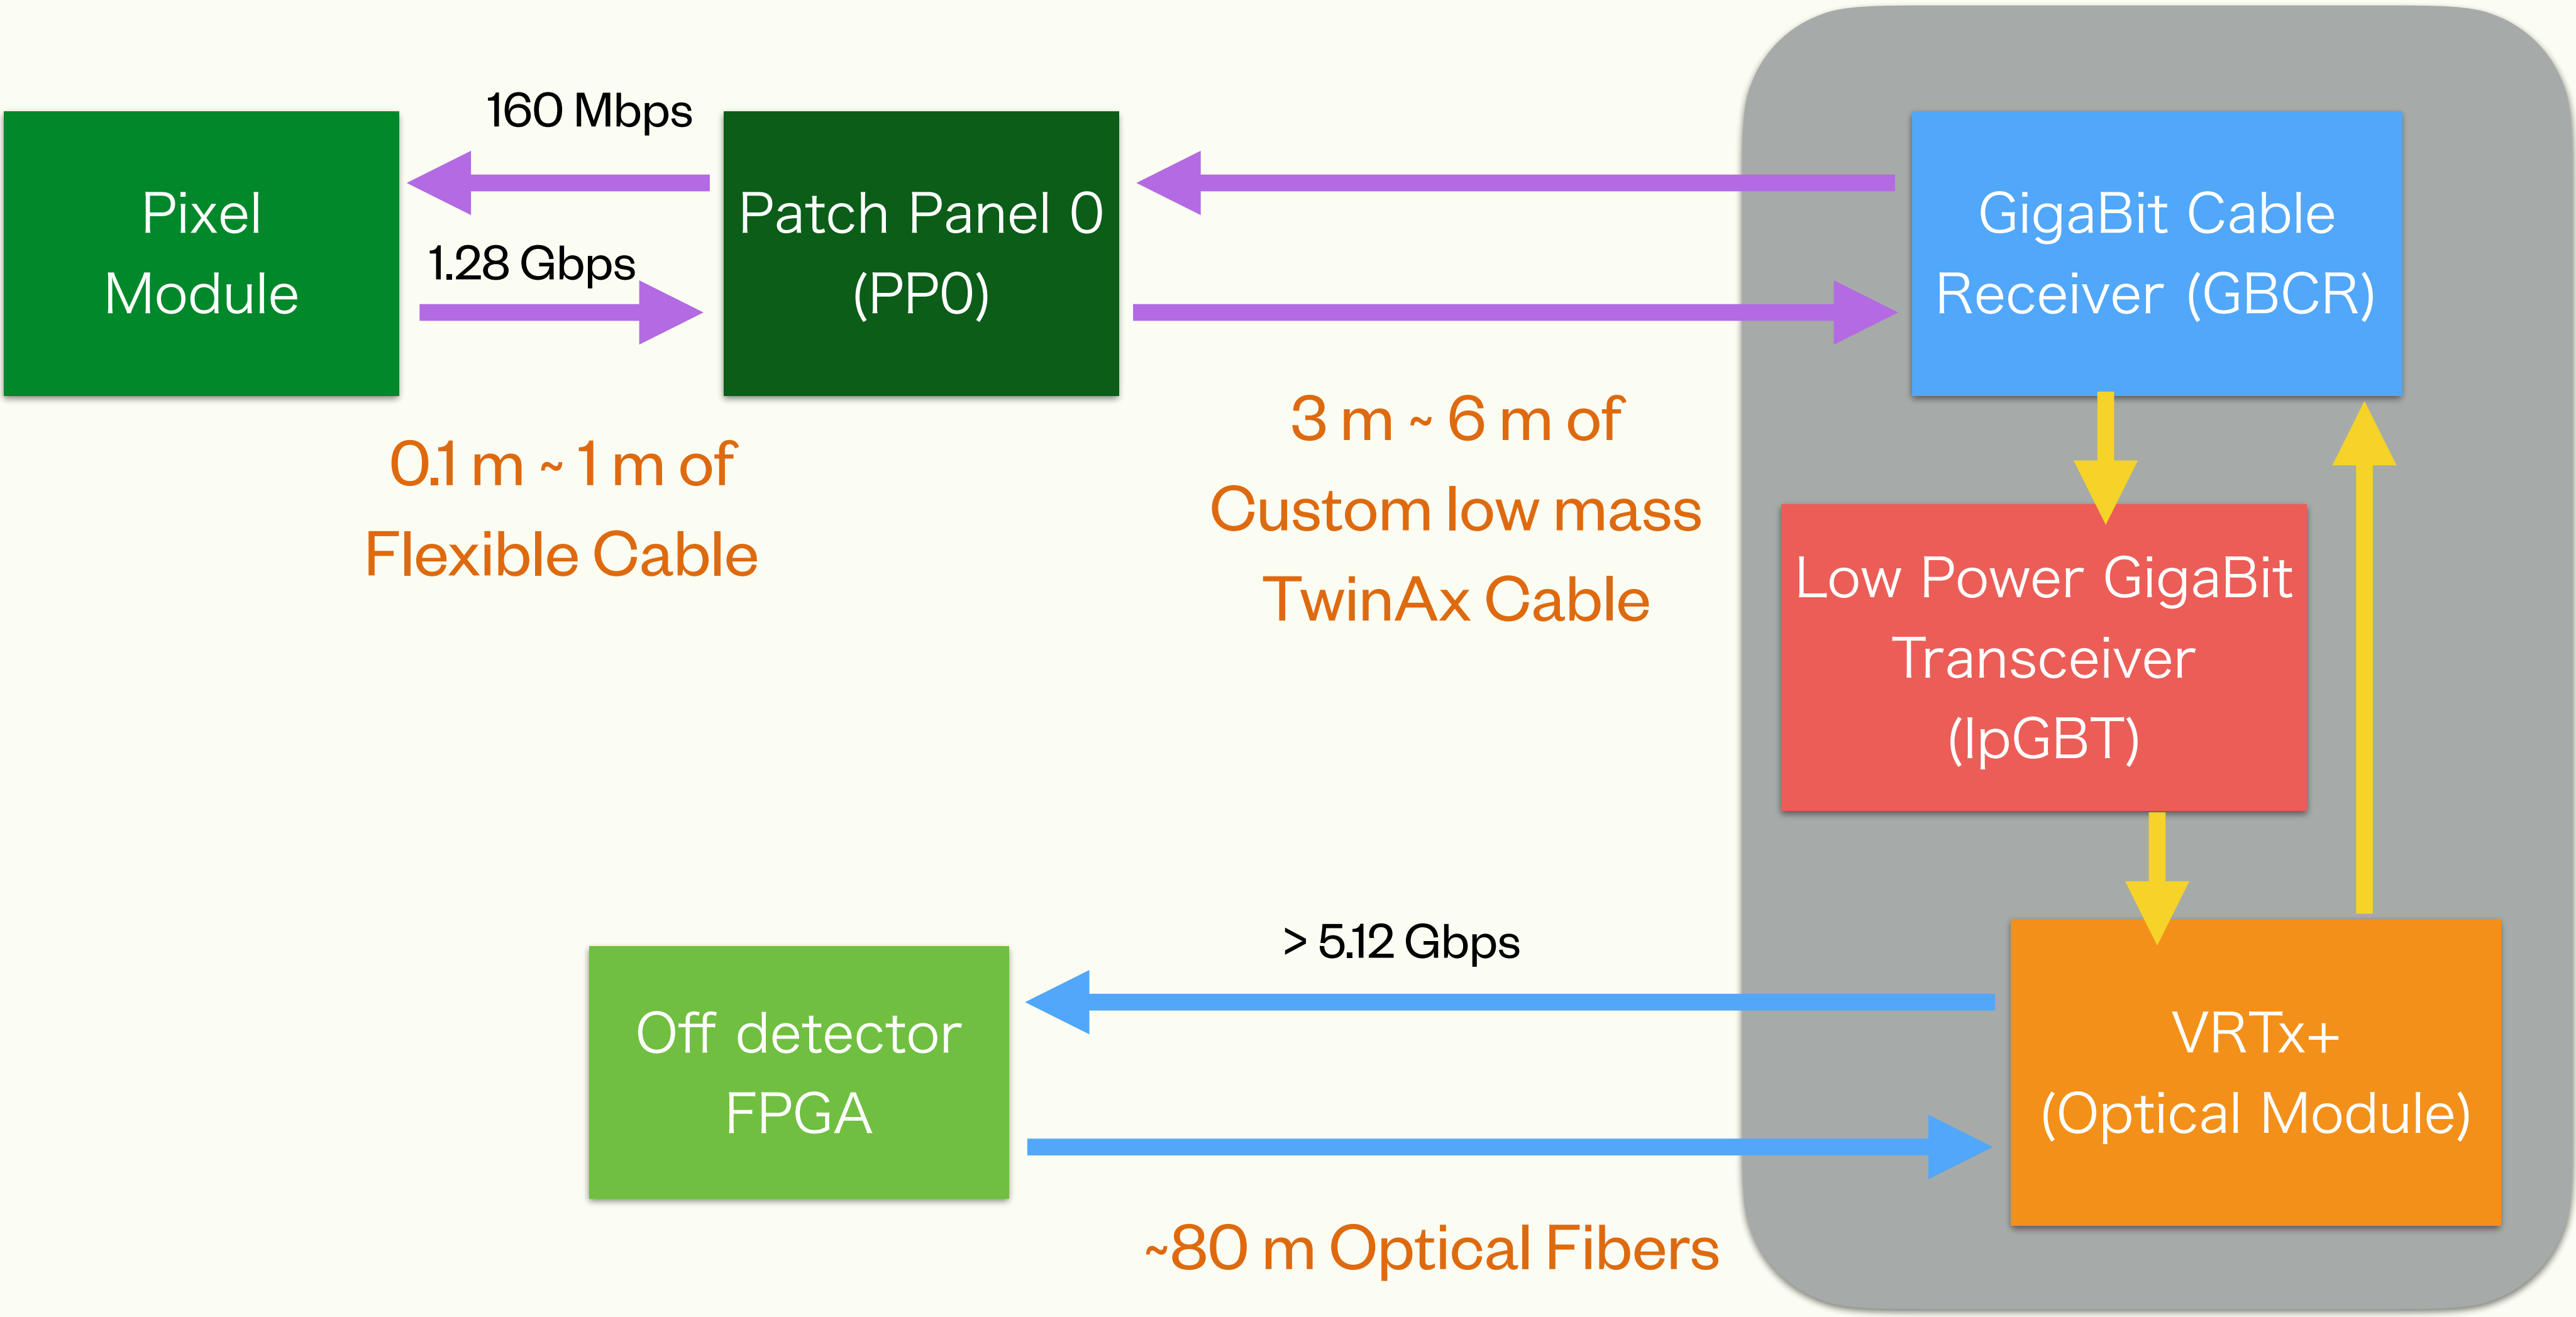 160 Mbps
1.28 Gbps
Pixel
Module
Patch Panel 0
(PP0)
GigaBit Cable
Receiver (GBCR)
0.1 m ~ 1 m of
Flexible Cable
3 m ~ 6 m of
Custom low mass
TwinAx Cable
Low Power GigaBit
Transceiver
(lpGBT)
> 5.12 Gbps
Off detector
FPGA
VRTx+
(Optical Module)
~80 m Optical Fibers